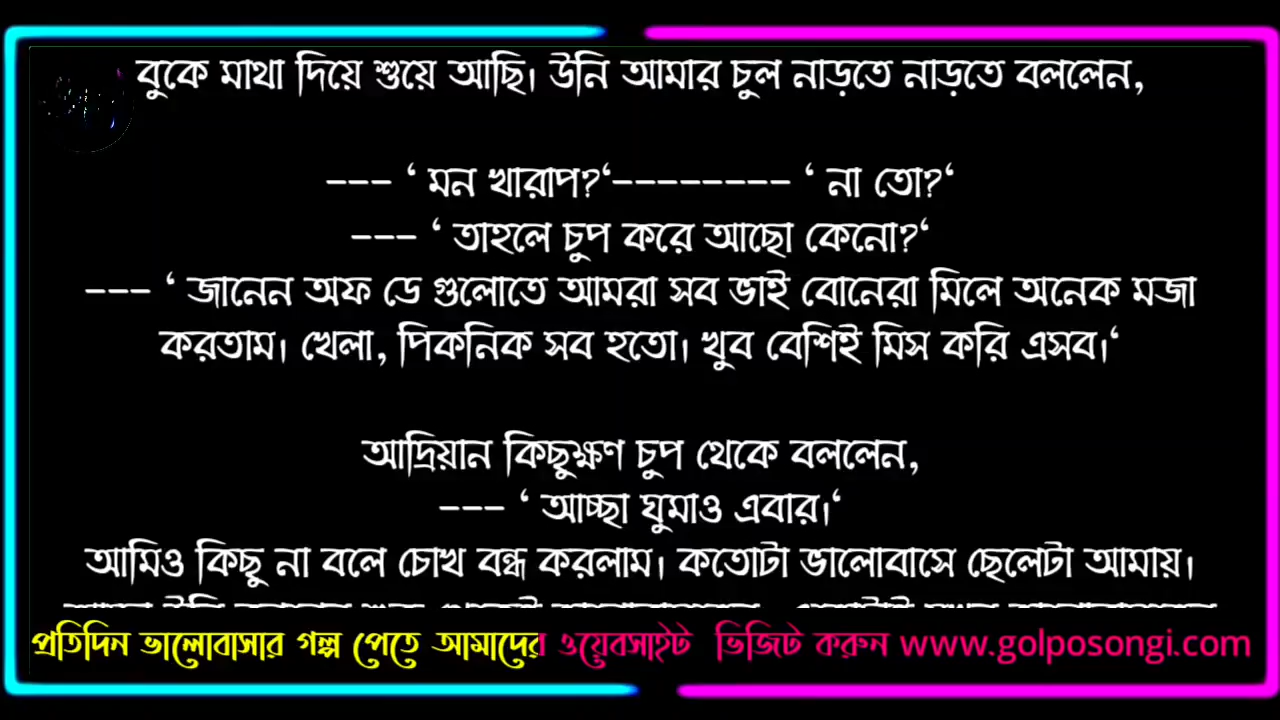 বুকে মাথা দিয়ে শুয়ে আছি। উনি আমার চুল নাড়তে নাড়তে বললেন,
--- ‘ মন খারাপ?‘-------- ‘ না তো?‘
--- ‘ তাহলে চুপ করে আছো কেনো?‘
--- ‘ জানেন অফ ডে গুলোতে আমরা সব ভাই বোনেরা মিলে অনেক মজা
করতাম। খেলা, পিকনিক সব হতো। খুব বেশিই মিস করি এসব।‘
আদ্রিয়ান কিছুক্ষণ চুপ থেকে বললেন,
--- ‘ আচ্ছা ঘুমাও এবার।‘
আমিও কিছু না বলে চোখ বন্ধ করলাম। কতোটা ভালোবাসে ছেলেটা আমায়।
প্রতিদিন ভালোবাসার গল্প পেতে আমাদের ওয়েবসাইট ভিজিট করুন www.golposongi.com